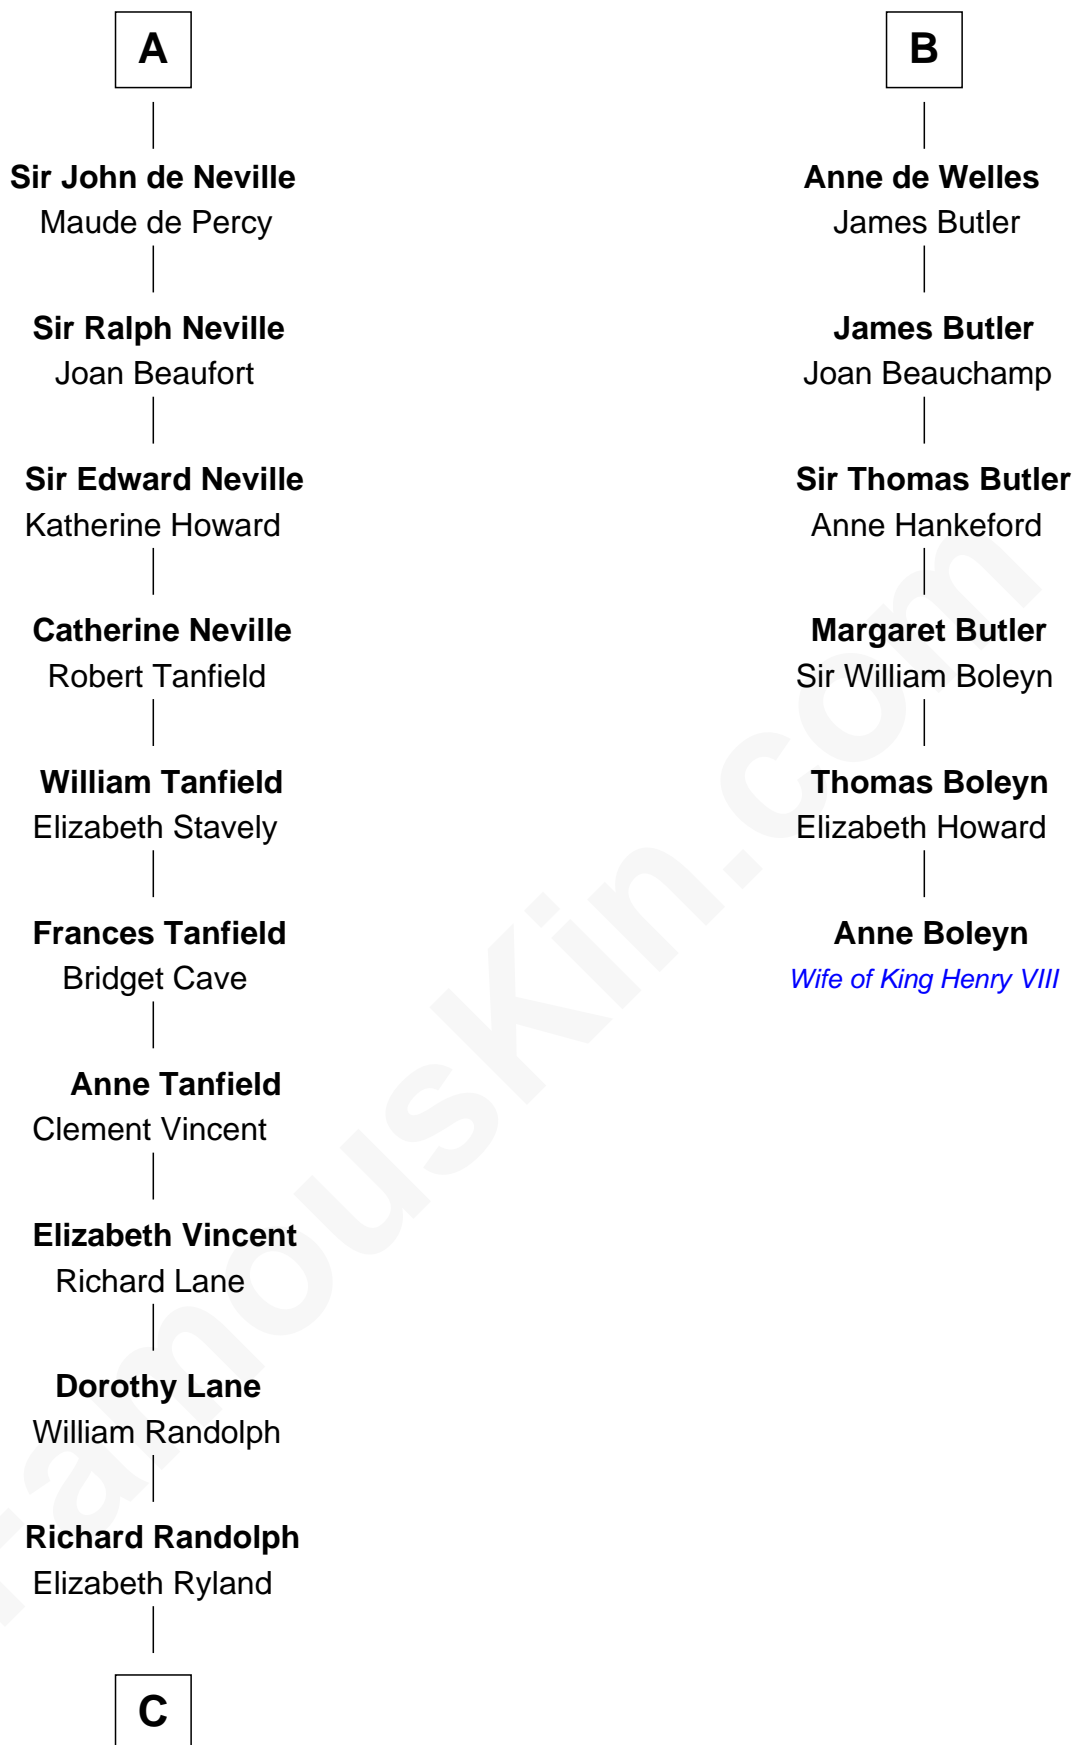 A
Sir John de Neville
Maude de Percy
Sir Ralph Neville
Joan Beaufort
Sir Edward Neville
Katherine Howard
Catherine Neville
Robert Tanfield
William Tanfield
Elizabeth Stavely
Frances Tanfield
Bridget Cave
Anne Tanfield
Clement Vincent
Elizabeth Vincent
Richard Lane
Dorothy Lane
William Randolph
Richard Randolph
Elizabeth Ryland
C
B
Anne de Welles
James Butler
James Butler
Joan Beauchamp
Sir Thomas Butler
Anne Hankeford
Margaret Butler
Sir William Boleyn
Thomas Boleyn
Elizabeth Howard
Anne Boleyn
Wife of King Henry VIII
FamousKin.com